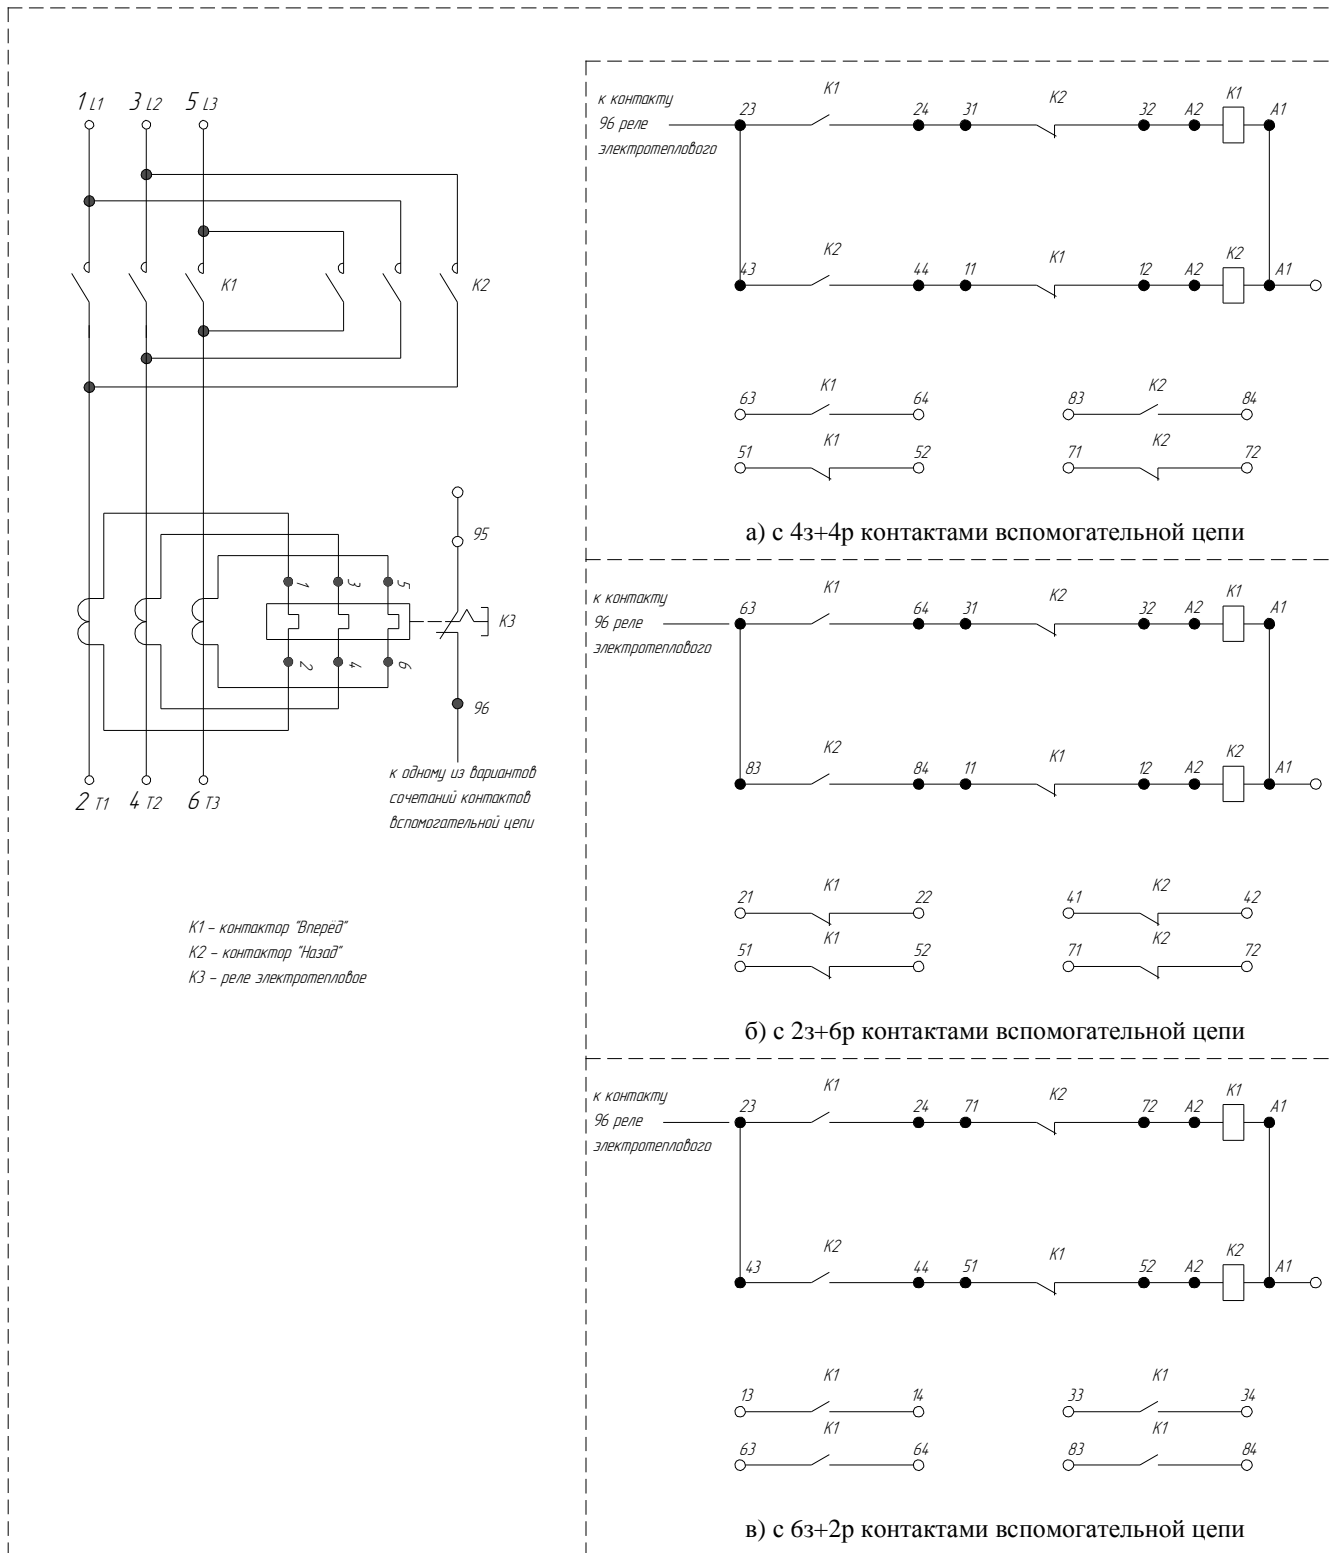 1 L1 3 L2 5 L3
K1
K2
95
1 3 5
K3
2 4 6
96
к одному из вариантов
сочетаний контактов
вспомогательной цепи
2 T1 4 T2 6 T3
K1 - контактор "Вперёд"
K2 - контактор "Назад"
K3 - реле электротепловое
к контакту
96 реле
электротеплового
K1 K2 K1
23 24 31 32 A2 A1
K2 K1 K2
43 44 11 12 A2 A1
K1 K2
63 64 83 84
K1 K2
51 52 71 72
а) с 4з+4р контактами вспомогательной цепи
к контакту
96 реле
электротеплового
K1 K2 K1
63 64 31 32 A2 A1
K2 K1 K2
83 84 11 12 A2 A1
K1 K2
21 22 41 42
K1 K2
51 52 71 72
б) с 2з+6р контактами вспомогательной цепи
к контакту
96 реле
электротеплового
K1 K2 K1
23 24 71 72 A2 A1
K2 K1 K2
43 44 51 52 A2 A1
K1 K1
13 14 33 34
K1 K1
63 64 83 84
в) с 6з+2р контактами вспомогательной цепи